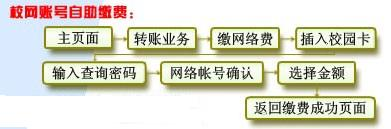 校网账号自助缴费：
主页面 转账业务 缴网络费 插入校园卡
输入查询密码 网络帐号确认 选择金额
返回缴费成功页面